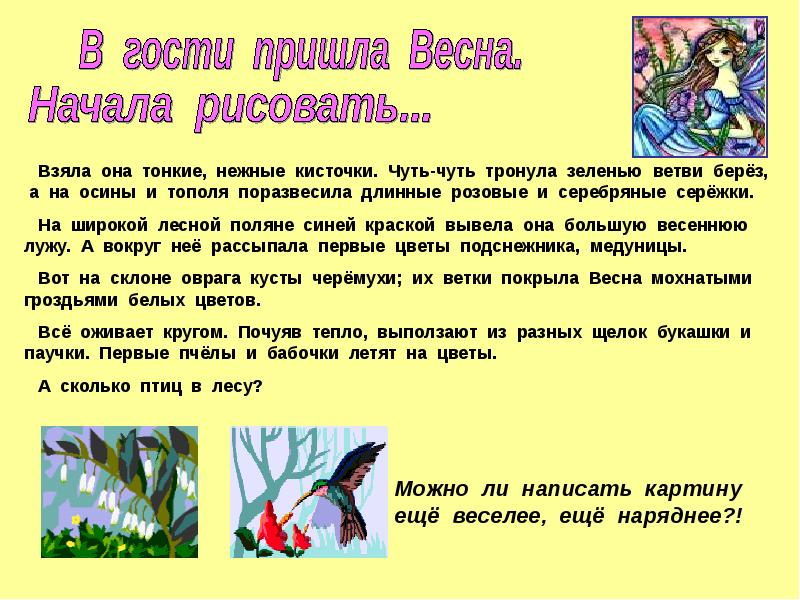 В гости пришла Весна.
Начала рисовать...
Взяла она тонкие, нежные кисточки. Чуть-чуть тронула зеленью ветви берёз,
а на осины и тополя поразвесила длинные розовые и серебряные серёжки.
На широкой лесной поляне синей краской вывела она большую весеннюю
лужу. А вокруг неё рассыпала первые цветы подснежника, медуницы.
Вот на склоне оврага кусты черёмухи; их ветки покрыла Весна мохнатыми
гроздьями белых цветов.
Всё оживает кругом. Почуяв тепло, выползают из разных щелок букашки и
паучки. Первые пчёлы и бабочки летят на цветы.
А сколько птиц в лесу?
Можно ли написать картину
ещё веселее, ещё наряднее?!